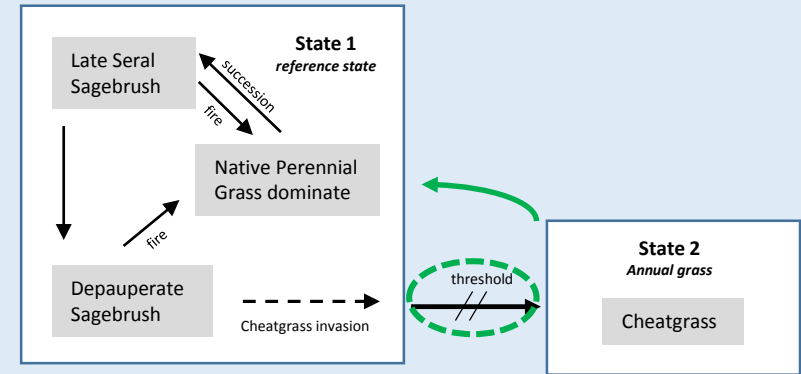 State 1
reference state
Late Seral
Sagebrush
succession
fire
Native Perennial
Grass dominate
fire
Depauperate
Sagebrush
Cheatgrass invasion
threshold
State 2
Annual grass
Cheatgrass